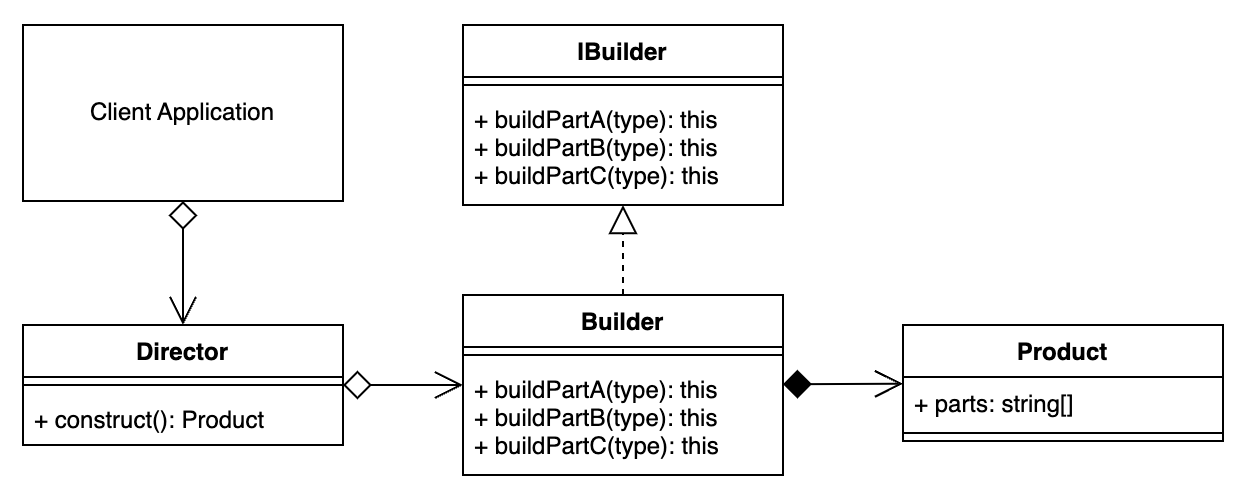 Client Application
IBuilder
+ buildPartA(type): this
+ buildPartB(type): this
+ buildPartC(type): this
Director
+ construct(): Product
Builder
+ buildPartA(type): this
+ buildPartB(type): this
+ buildPartC(type): this
Product
+ parts: string[]